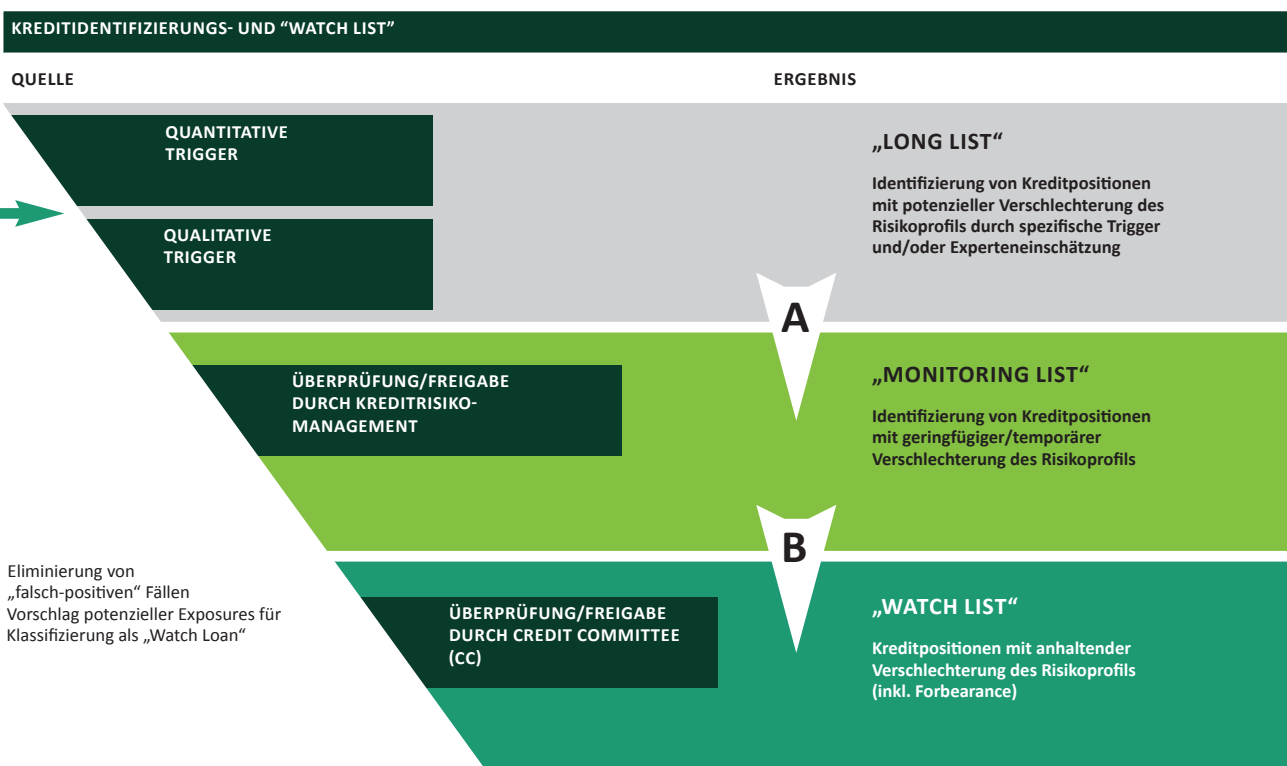 KREDITIDENTIFIZIERUNGS- UND “WATCH LIST”
QUELLE
ERGEBNIS
QUANTITATIVE
TRIGGER
QUALITATIVE
TRIGGER
„LONG LIST“
Identifizierung von Kreditpositionen
mit potenzieller Verschlechterung des
Risikoprofils durch spezifische Trigger
und/oder Experteneinschätzung
A
ÜBERPRÜFUNG/FREIGABE
DURCH KREDITRISIKO-
MANAGEMENT
„MONITORING LIST“
Identifizierung von Kreditpositionen
mit geringfügiger/temporärer
Verschlechterung des Risikoprofils
B
Eliminierung von
„falsch-positiven“ Fällen
Vorschlag potenzieller Exposures für
Klassifizierung als „Watch Loan“
ÜBERPRÜFUNG/FREIGABE
DURCH CREDIT COMMITTEE
(CC)
„WATCH LIST“
Kreditpositionen mit anhaltender
Verschlechterung des Risikoprofils
(inkl. Forbearance)